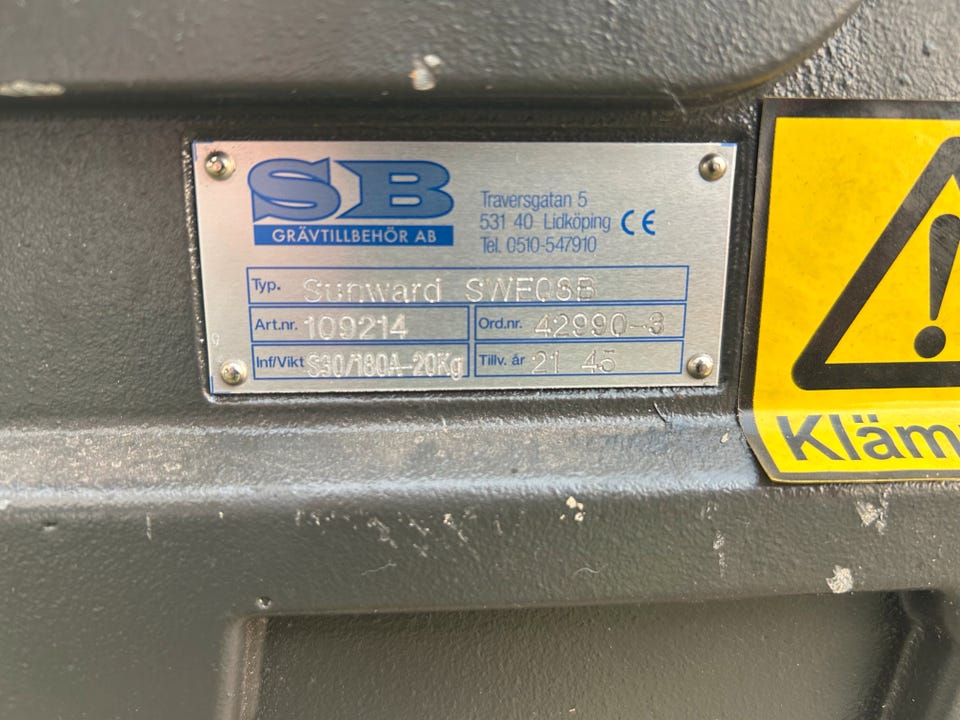 SB
GRÄVTILLBEHÖR AB
Traversgatan 5
531 40 Lidköping CE
Tel. 0510-547910
Typ. Sunward SWE08B
Art.nr. 109214
Ord.nr. 42990-3
Inf/Vikt S30/180A-20Kg
Tillv. år 21 45
Kläm